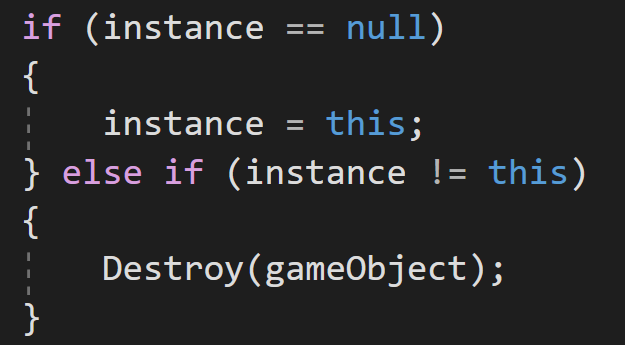 if (instance == null)
{
    instance = this;
} else if (instance != this)
{
    Destroy(gameObject);
}